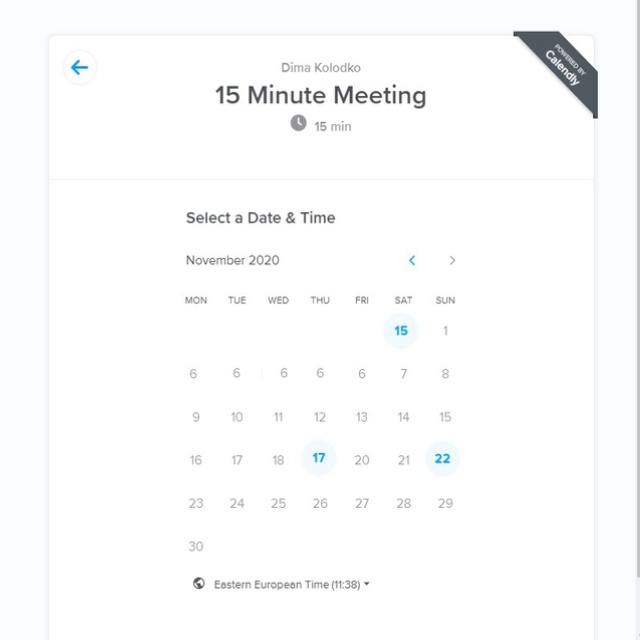 Dima Kolodko
POWERED BY
Calendly
15 Minute Meeting
15 min
Select a Date & Time
November 2020
MON TUE WED THU FRI SAT SUN
15 1
6 6 6 6 6 7 8
9 10 11 12 13 14 15
16 17 18 17 20 21 22
23 24 25 26 27 28 29
30
Eastern European Time (11:38)